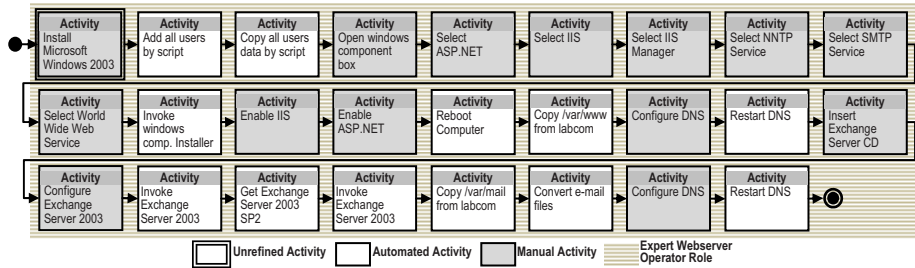 Activity
Install
Microsoft
Windows 2003
Activity
Add all users
by script
Activity
Copy all users
data by script
Activity
Open windows
component
box
Activity
Select
ASP.NET
Activity
Select IIS
Activity
Select IIS
Manager
Activity
Select NNTP
Service
Activity
Select SMTP
Service
Activity
Select World
Wide Web
Service
Activity
Invoke
windows
comp. Installer
Activity
Enable IIS
Activity
Enable
ASP.NET
Activity
Reboot
Computer
Activity
Copy /var/www
from labcom
Activity
Configure DNS
Activity
Restart DNS
Activity
Insert
Exchange
Server CD
Activity
Configure
Exchange
Server 2003
Activity
Invoke
Exchange
Server 2003
Activity
Get Exchange
Server 2003
SP2
Activity
Invoke
Exchange
Server 2003
Activity
Copy /var/mail
from labcom
Activity
Convert e-mail
files
Activity
Configure DNS
Activity
Restart DNS
Unrefined Activity
Automated Activity
Manual Activity
Expert Webserver
Operator Role